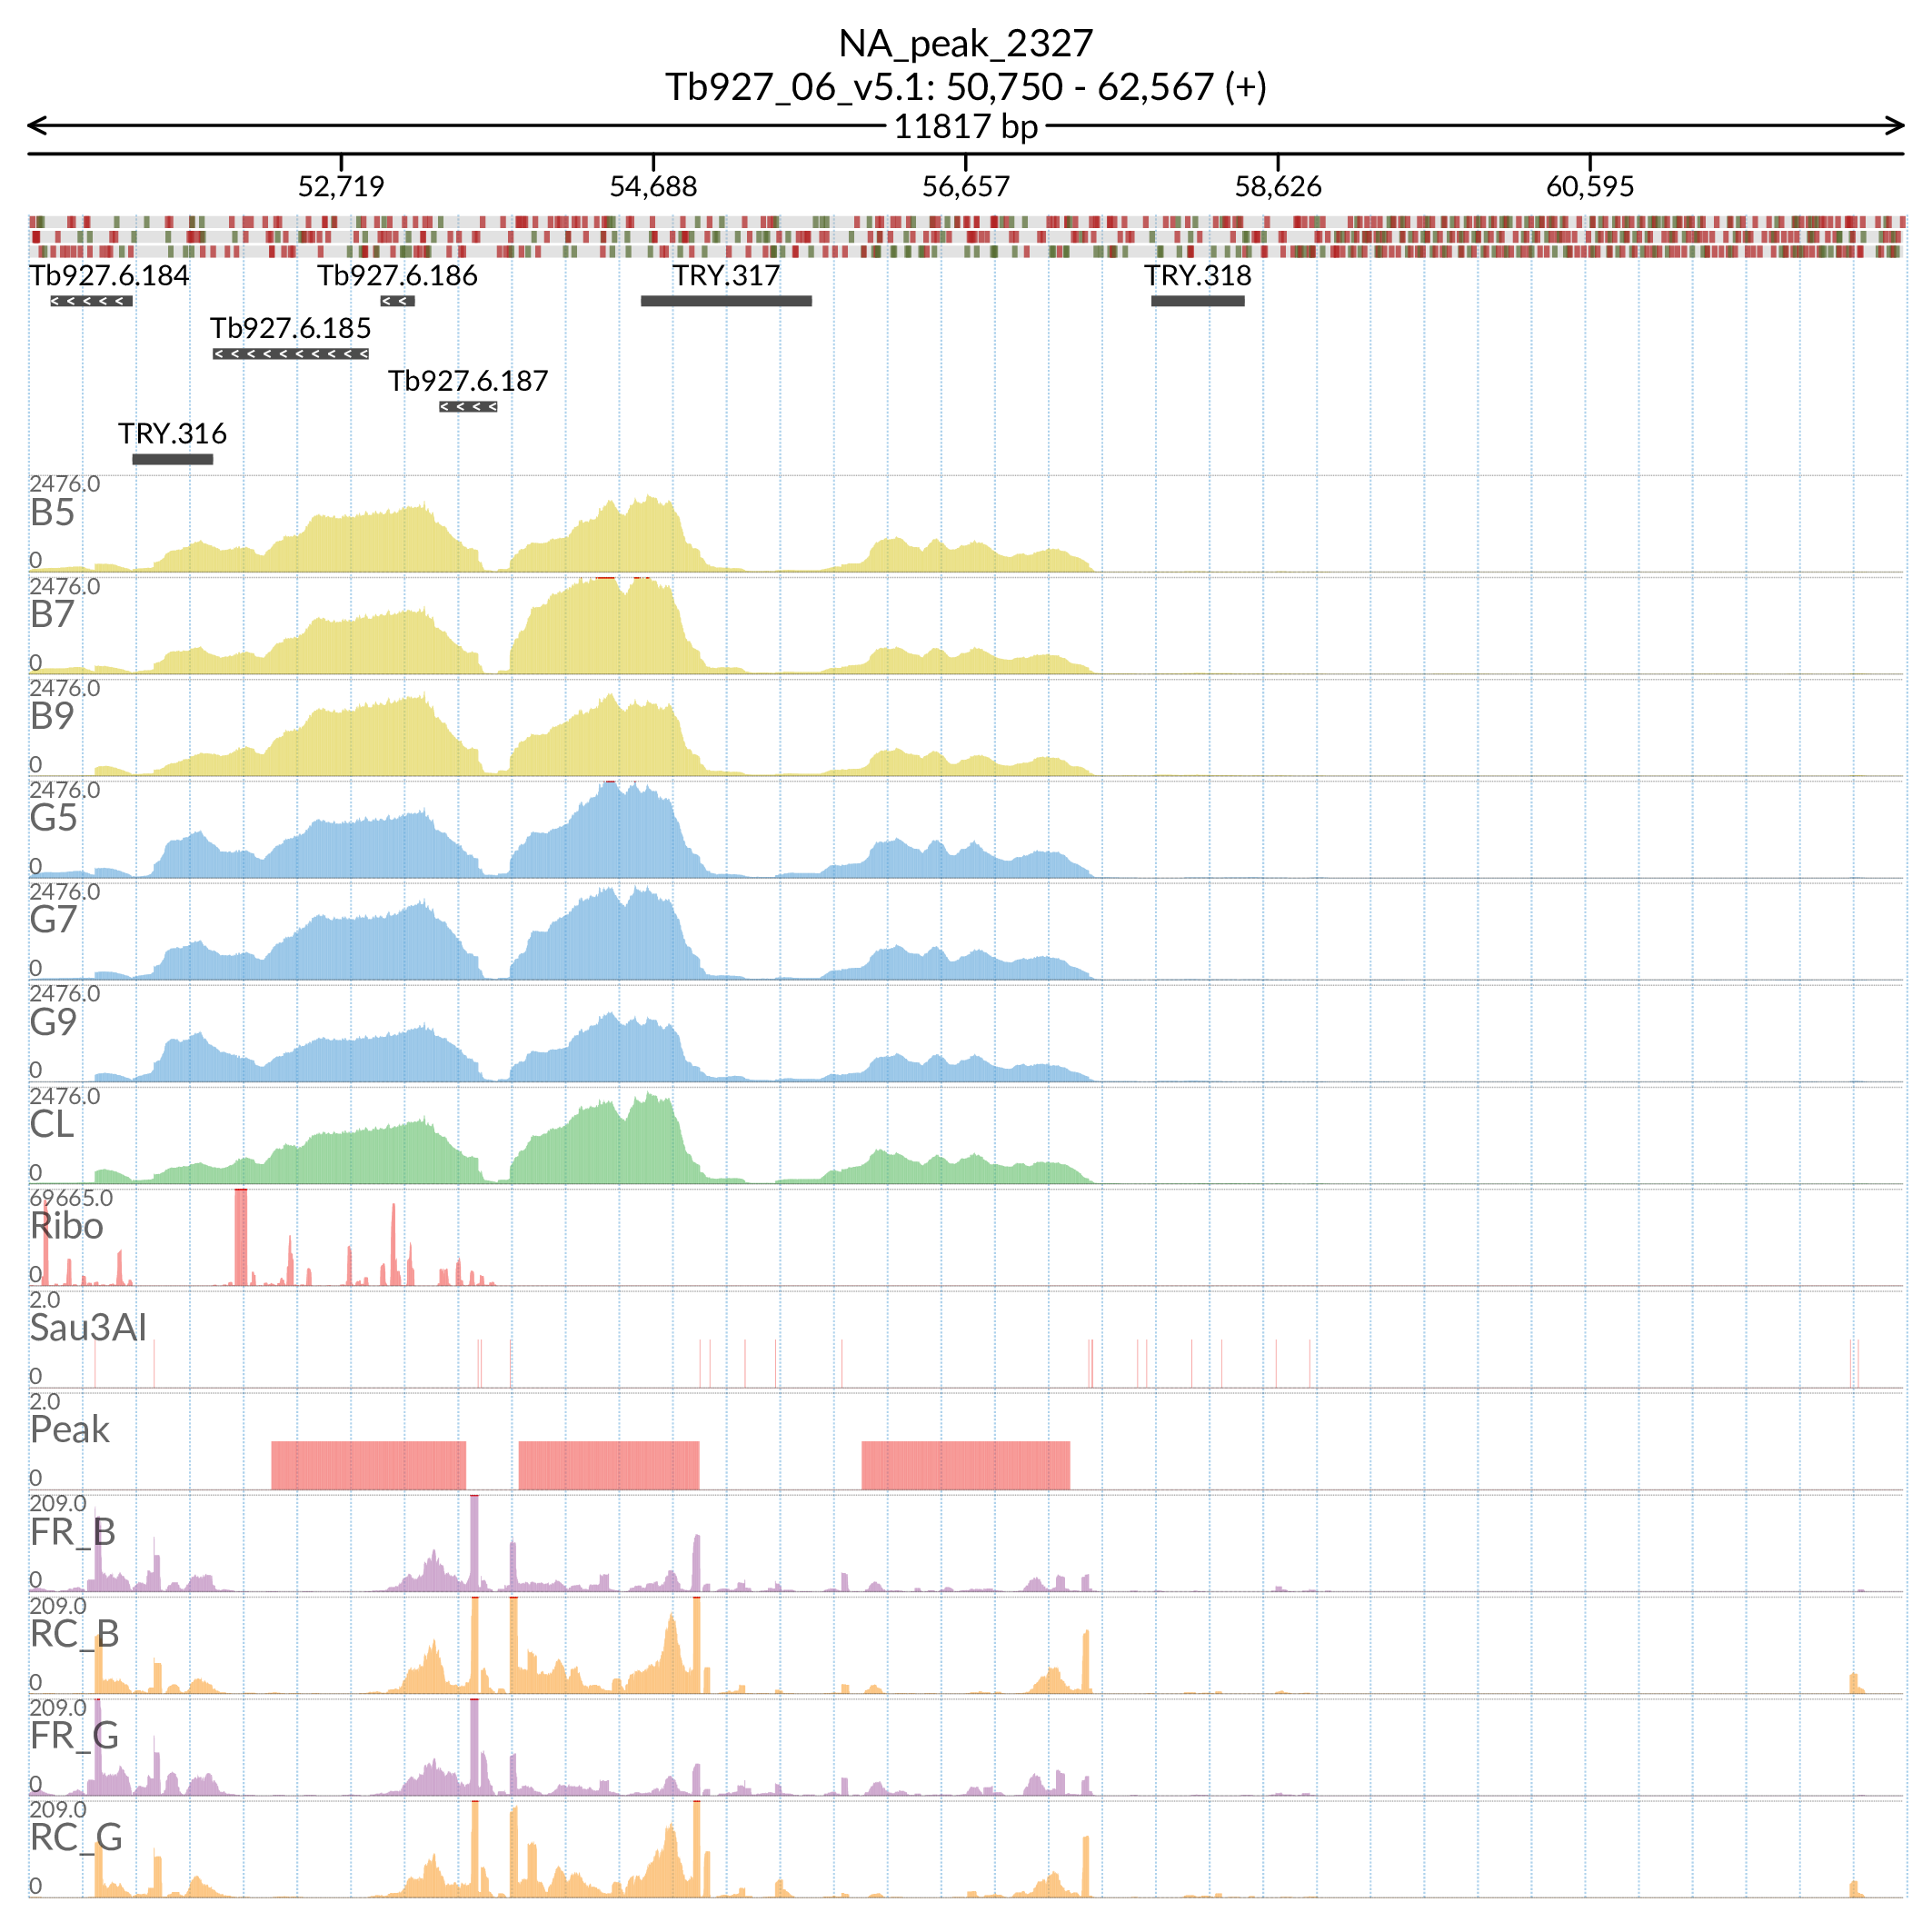 NA_peak_2327
Tb927_06_v5.1: 50,750 - 62,567 (+)
11817 bp
52,719 54,688 56,657 58,626 60,595
Tb927.6.184 Tb927.6.186 TRY.317 TRY.318
Tb927.6.185
Tb927.6.187
TRY.316
2476.0
B5
0
2476.0
B7
0
2476.0
B9
0
2476.0
G5
0
2476.0
G7
0
2476.0
G9
0
2476.0
CL
0
69665.0
Ribo
0
2.0
Sau3AI
0
2.0
Peak
0
209.0
FR_B
0
209.0
RC_B
0
209.0
FR_G
0
209.0
RC_G
0